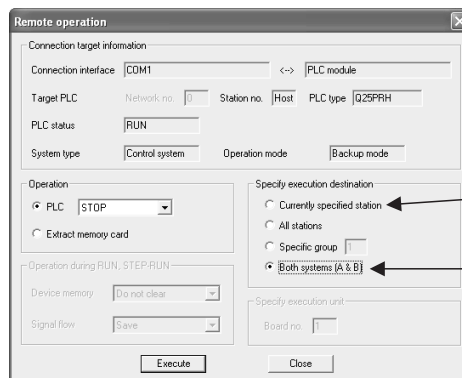 Remote operation
Connection target information
Connection interface COM1 <--> PLC module
Target PLC Network no. 0 Station no. Host PLC type Q25PRH
PLC status RUN
System type Control system Operation mode Backup mode
Operation
PLC STOP
Extract memory card
Specify execution destination
Currently specified station
All stations
Specific group 1
Both systems (A & B)
Operation during RUN, STEP-RUN
Device memory Do not clear
Signal flow Save
Specify execution unit
Board no. 1
Execute Close